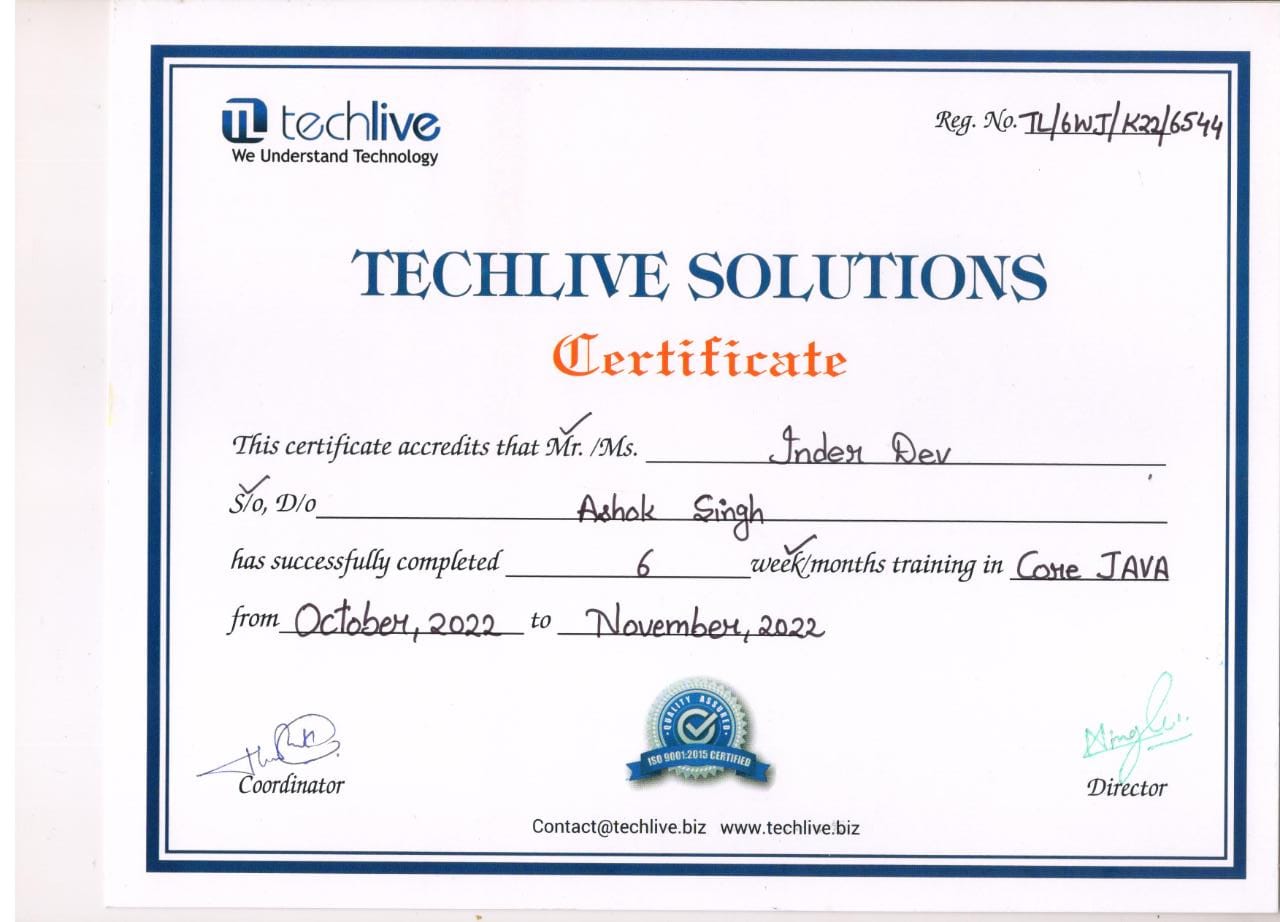 techlive
We Understand Technology
Reg. No. TL/6WJ/K22/6544
TECHLIVE SOLUTIONS
Certificate
This certificate accredits that Mr. /Ms. Inder Dev
S/o, D/o Ashok Singh
has successfully completed 6 week/months training in Core JAVA
from October, 2022 to November, 2022
QUALITY ASSURED
ISO 9001:2015 CERTIFIED
Coordinator
Director
Contact@techlive.biz www.techlive.biz